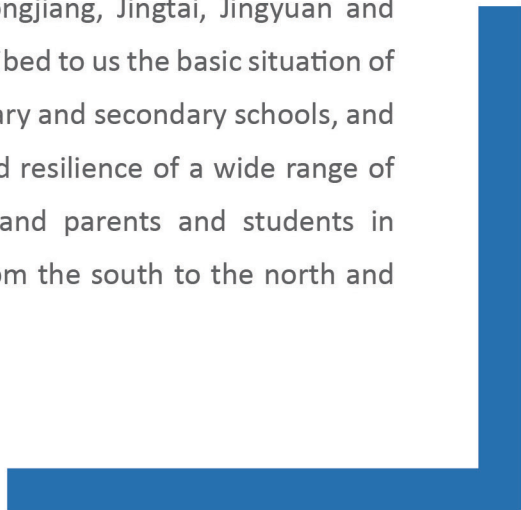 ngjiang, Jingtai, Jingyuan and
ibed to us the basic situation of
ary and secondary schools, and
d resilience of a wide range of
and parents and students in
om the south to the north and